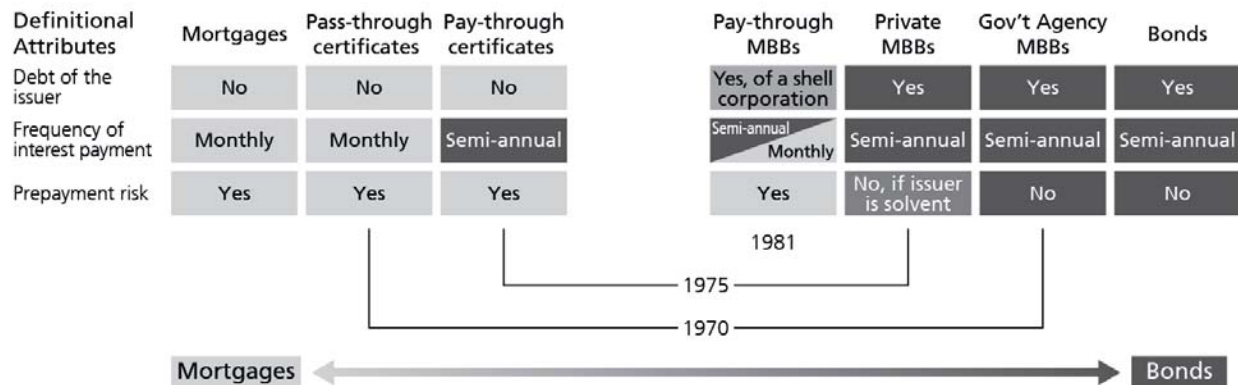 Definitional Attributes
Mortgages
Pass-through certificates
Pay-through certificates
Pay-through MBBs
Private MBBs
Gov't Agency MBBs
Bonds
Debt of the issuer
No
No
No
Yes, of a shell corporation
Yes
Yes
Yes
Frequency of interest payment
Monthly
Monthly
Semi-annual
Semi-annual
Monthly
Semi-annual
Semi-annual
Semi-annual
Prepayment risk
Yes
Yes
Yes
Yes
No, if issuer is solvent
No
No
1981
1975
1970
Mortgages
Bonds